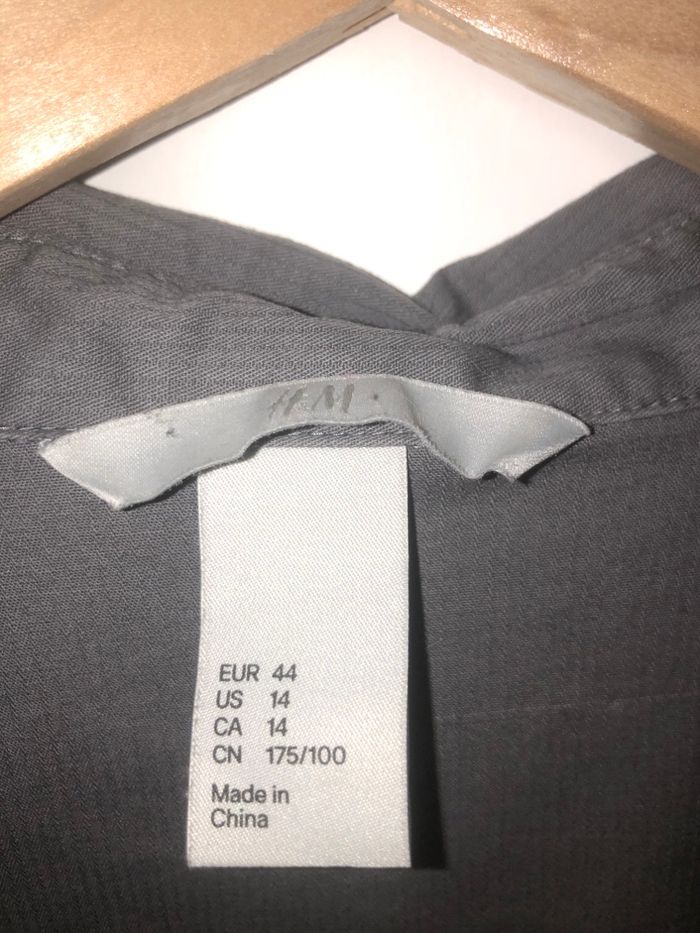 H&M
EUR 44
US 14
CA 14
CN 175/100
Made in
China